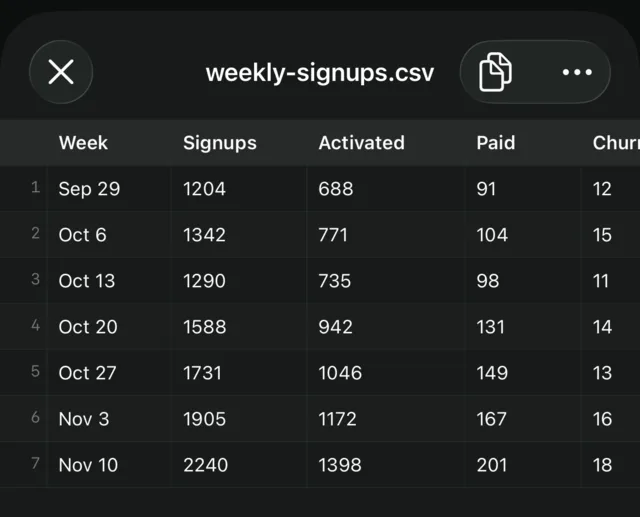 weekly-signups.csv
Week Signups Activated Paid
1 Sep 29 1204 688 91 12
2 Oct 6 1342 771 104 15
3 Oct 13 1290 735 98 11
4 Oct 20 1588 942 131 14
5 Oct 27 1731 1046 149 13
6 Nov 3 1905 1172 167 16
7 Nov 10 2240 1398 201 18